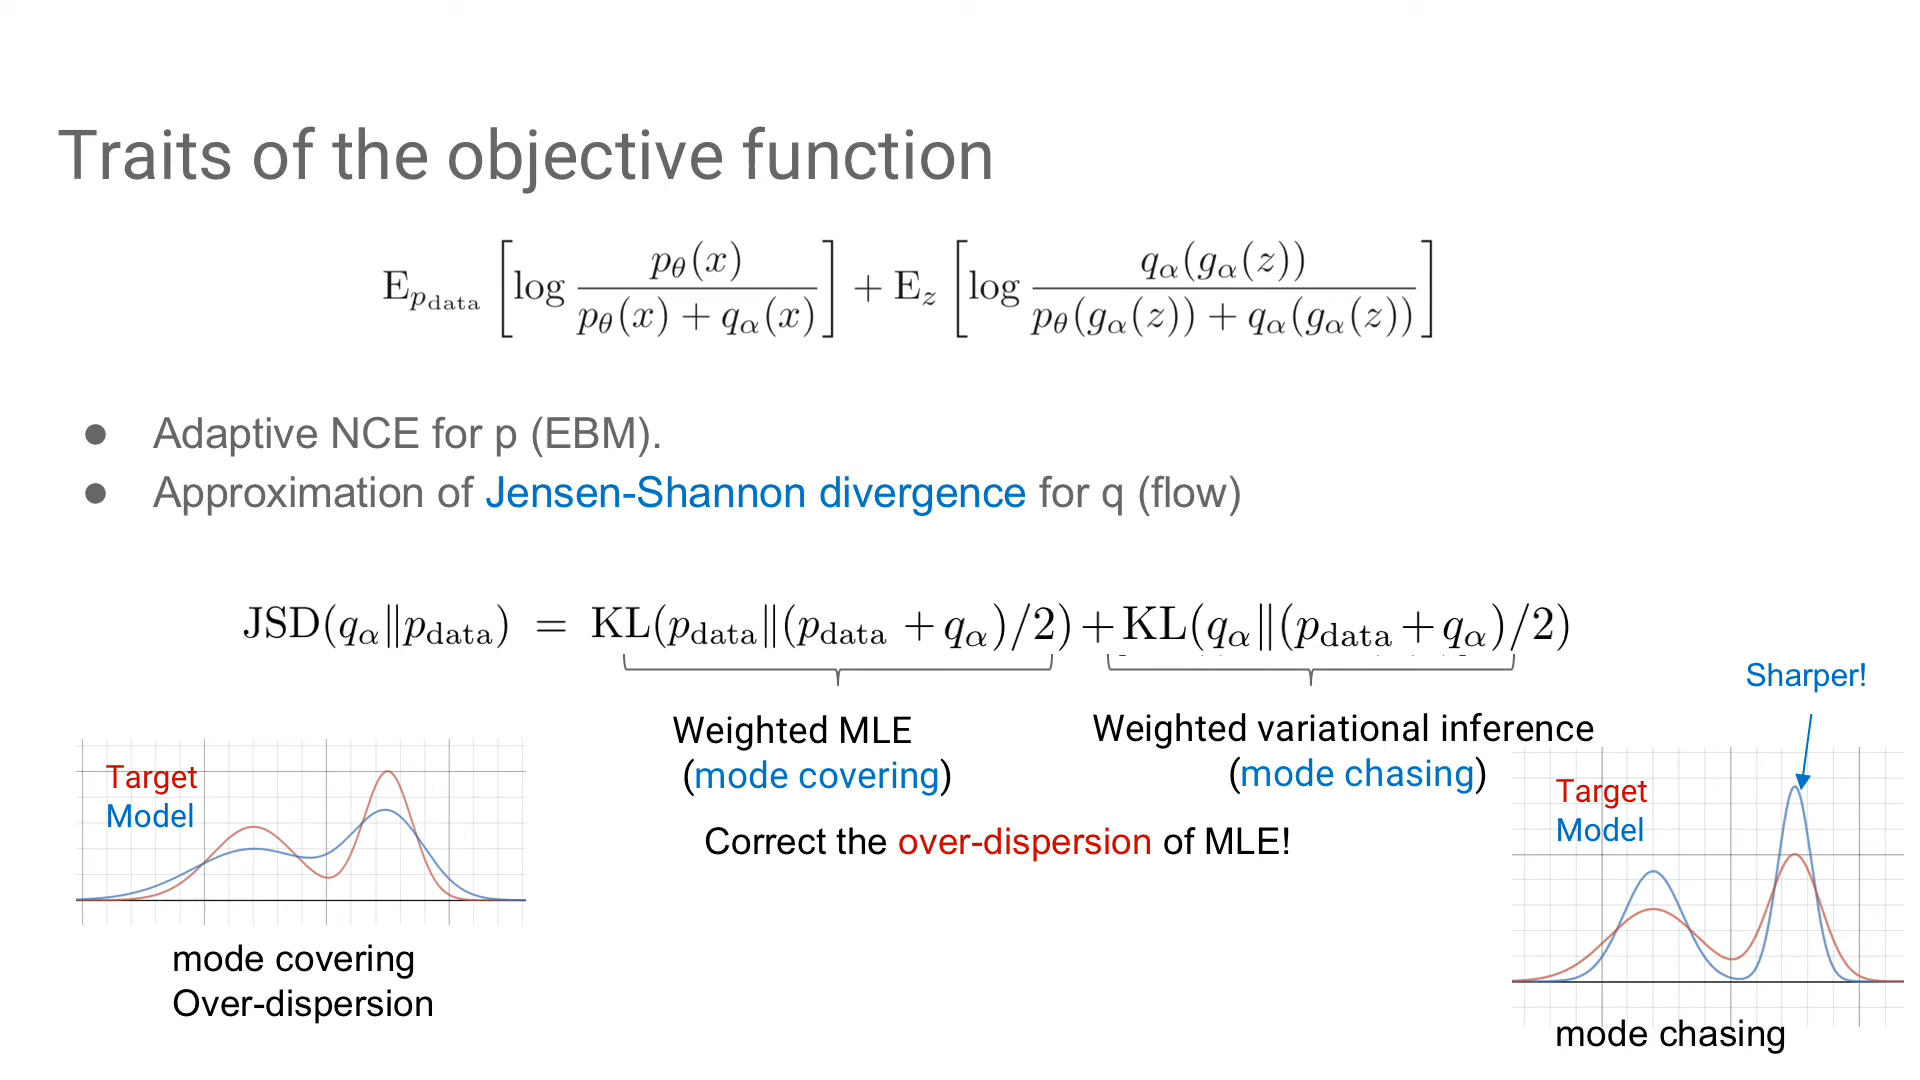 Traits of the objective function
E_{p_data} [log p_θ(x) / (p_θ(x) + q_α(x))] + E_z [log q_α(g_α(z)) / (p_θ(g_α(z)) + q_α(g_α(z)))]
● Adaptive NCE for p (EBM).
● Approximation of Jensen-Shannon divergence for q (flow)
JSD(q_α‖p_data) = KL(p_data‖(p_data + q_α)/2) + KL(q_α‖(p_data + q_α)/2)
Weighted MLE
(mode covering)
Weighted variational inference
(mode chasing)
Correct the over-dispersion of MLE!
Target
Model
mode covering
Over-dispersion
Sharper!
Target
Model
mode chasing